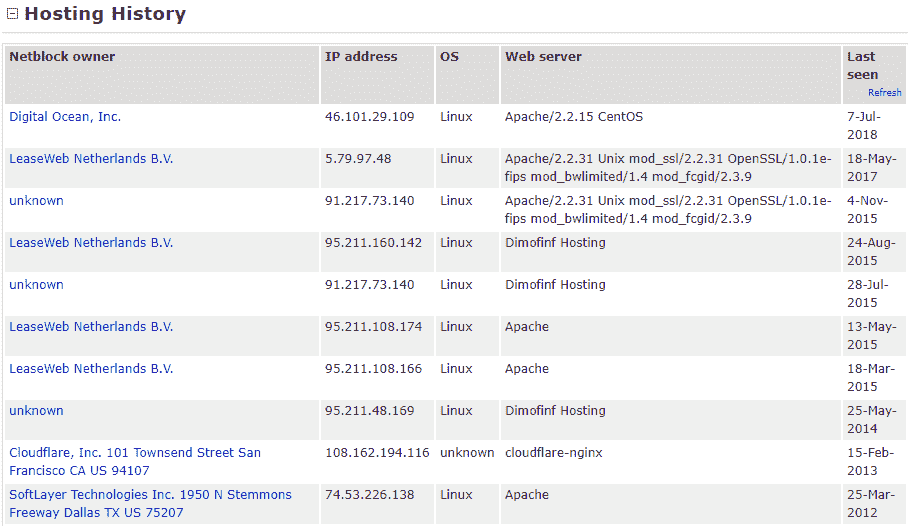 Hosting History
Netblock owner IP address OS Web server Last seen
Refresh
Digital Ocean, Inc. 46.101.29.109 Linux Apache/2.2.15 CentOS 7-Jul-
2018
LeaseWeb Netherlands B.V. 5.79.97.48 Linux Apache/2.2.31 Unix mod_ssl/2.2.31 OpenSSL/1.0.1e- 18-May-
fips mod_bwlimited/1.4 mod_fcgid/2.3.9 2017
unknown 91.217.73.140 Linux Apache/2.2.31 Unix mod_ssl/2.2.31 OpenSSL/1.0.1e- 4-Nov-
fips mod_bwlimited/1.4 mod_fcgid/2.3.9 2015
LeaseWeb Netherlands B.V. 95.211.160.142 Linux Dimofinf Hosting 24-Aug-
2015
unknown 91.217.73.140 Linux Dimofinf Hosting 28-Jul-
2015
LeaseWeb Netherlands B.V. 95.211.108.174 Linux Apache 13-May-
2015
LeaseWeb Netherlands B.V. 95.211.108.166 Linux Apache 18-Mar-
2015
unknown 95.211.48.169 Linux Dimofinf Hosting 25-May-
2014
Cloudflare, Inc. 101 Townsend Street San 108.162.194.116 unknown cloudflare-nginx 15-Feb-
Francisco CA US 94107 2013
SoftLayer Technologies Inc. 1950 N Stemmons 74.53.226.138 Linux Apache 25-Mar-
Freeway Dallas TX US 75207 2012